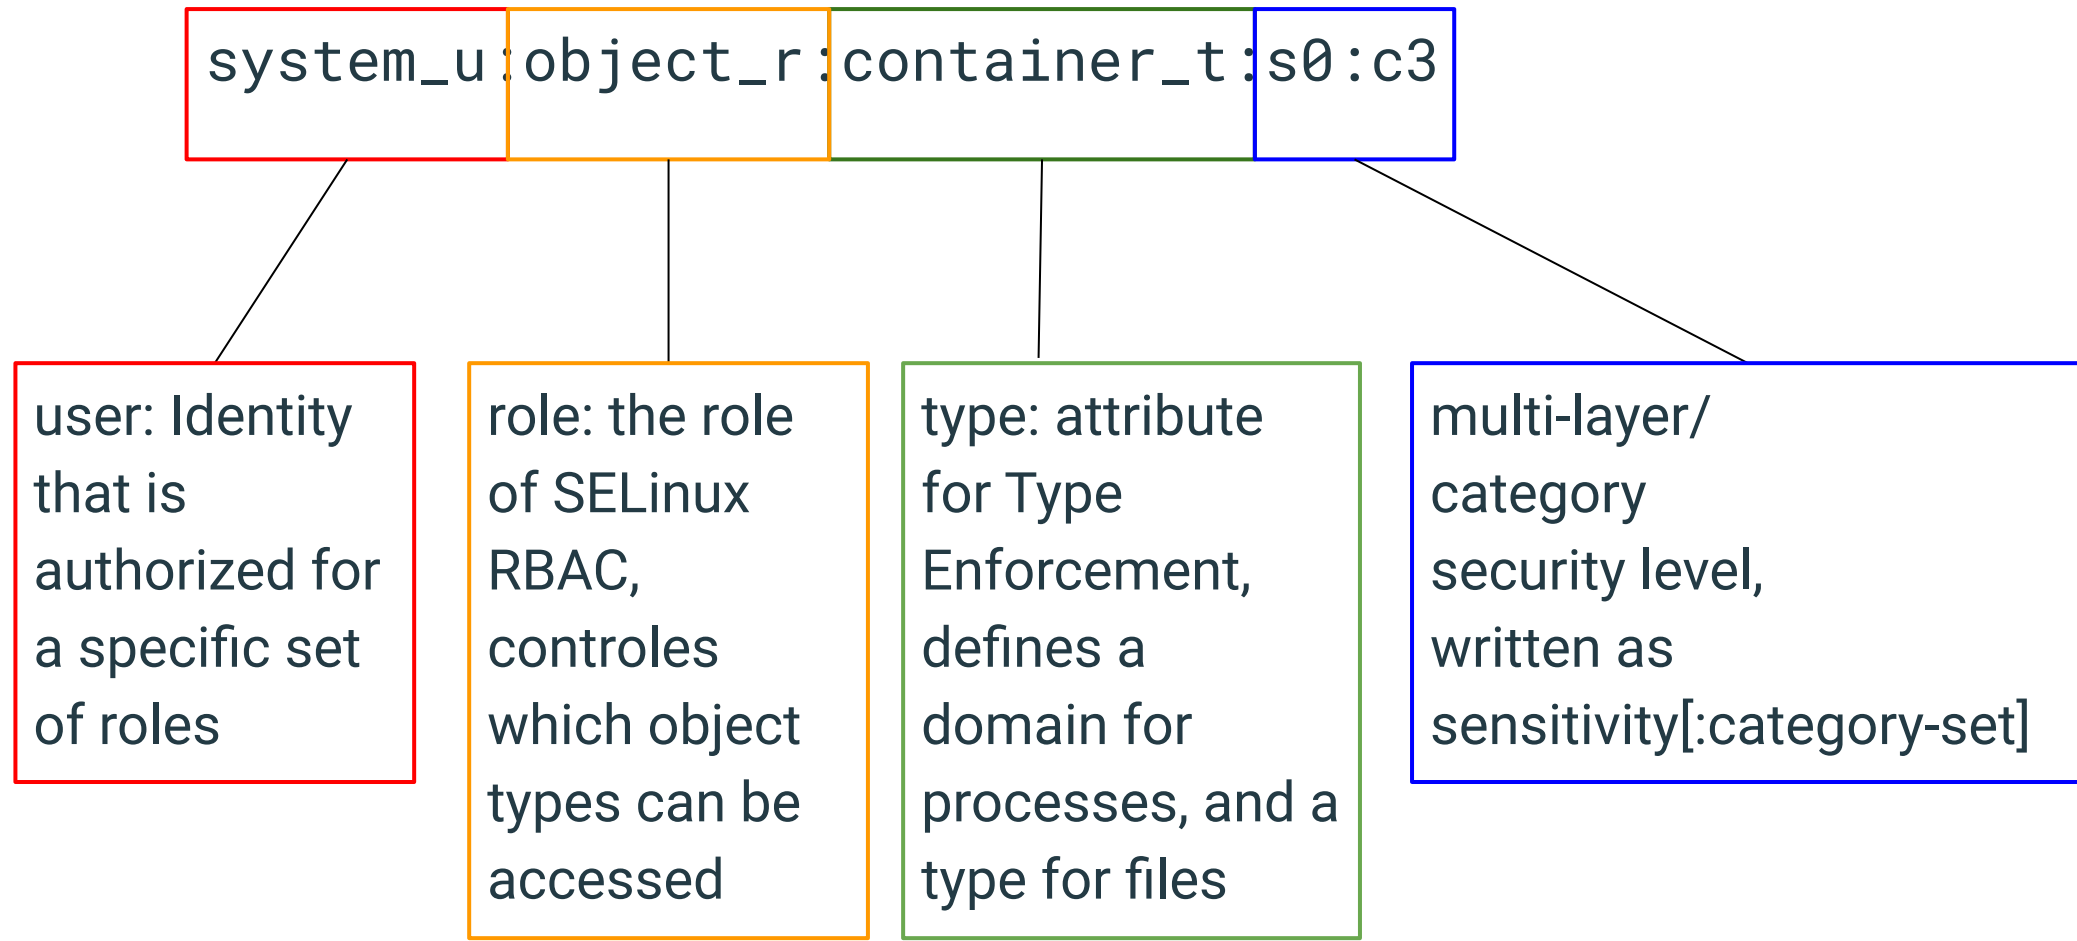 system_u:object_r:container_t:s0:c3
user: Identity
that is
authorized for
a specific set
of roles
role: the role
of SELinux
RBAC,
controles
which object
types can be
accessed
type: attribute
for Type
Enforcement,
defines a
domain for
processes, and a
type for files
multi-layer/
category
security level,
written as
sensitivity[:category-set]